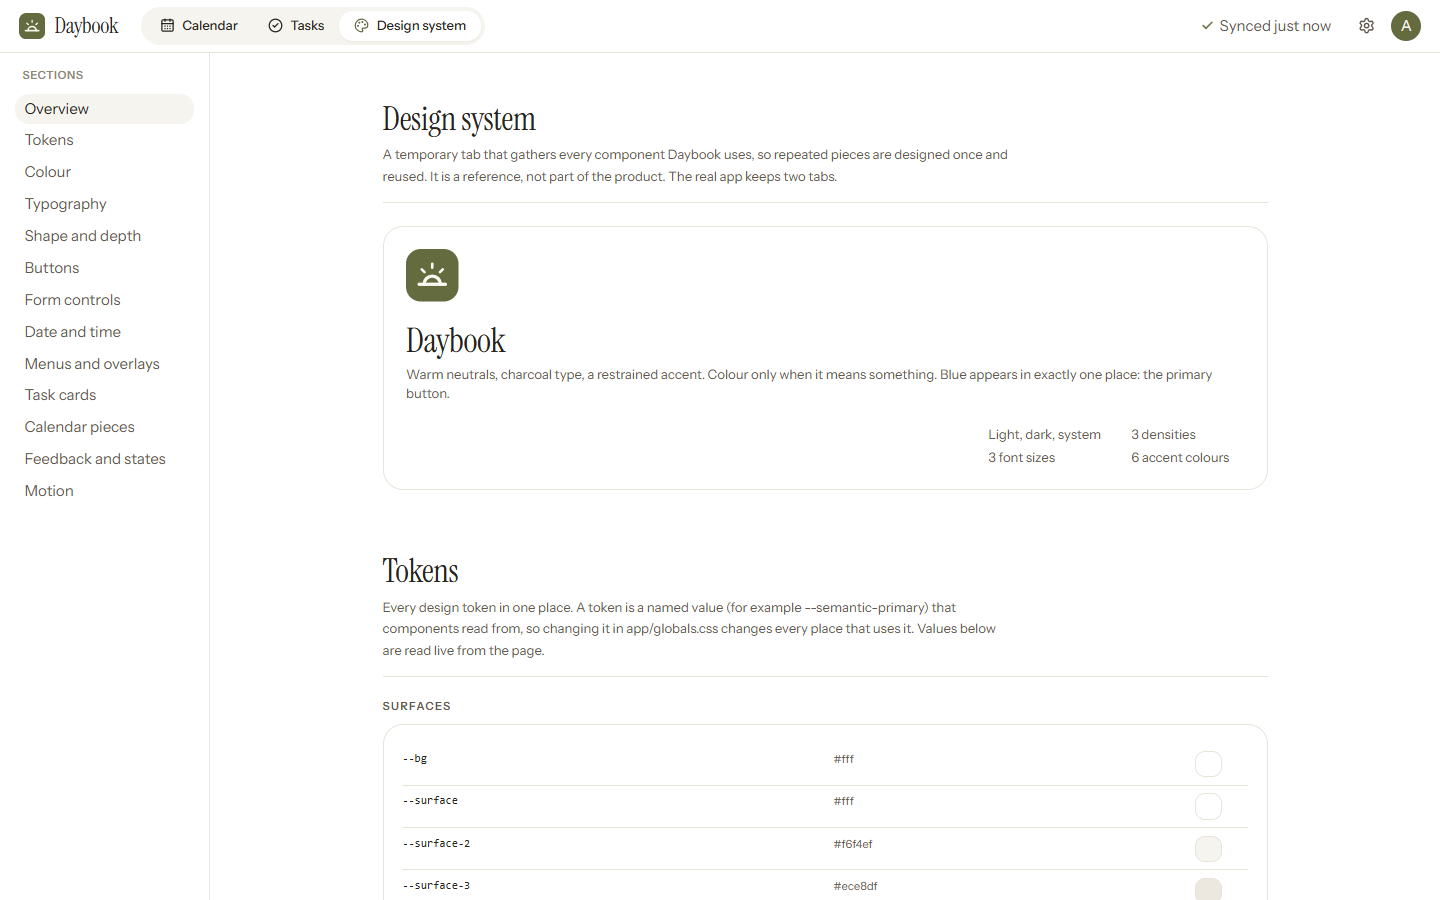 Daybook
Calendar
Tasks
Design system
Synced just now
A
SECTIONS
Overview
Tokens
Colour
Typography
Shape and depth
Buttons
Form controls
Date and time
Menus and overlays
Task cards
Calendar pieces
Feedback and states
Motion
Design system
A temporary tab that gathers every component Daybook uses, so repeated pieces are designed once and
reused. It is a reference, not part of the product. The real app keeps two tabs.
Daybook
Warm neutrals, charcoal type, a restrained accent. Colour only when it means something. Blue appears in exactly one place: the primary
button.
Light, dark, system
3 densities
3 font sizes
6 accent colours
Tokens
Every design token in one place. A token is a named value (for example --semantic-primary) that
components read from, so changing it in app/globals.css changes every place that uses it. Values below
are read live from the page.
SURFACES
--bg #fff
--surface #fff
--surface-2 #f6f4ef
--surface-3 #ece8df